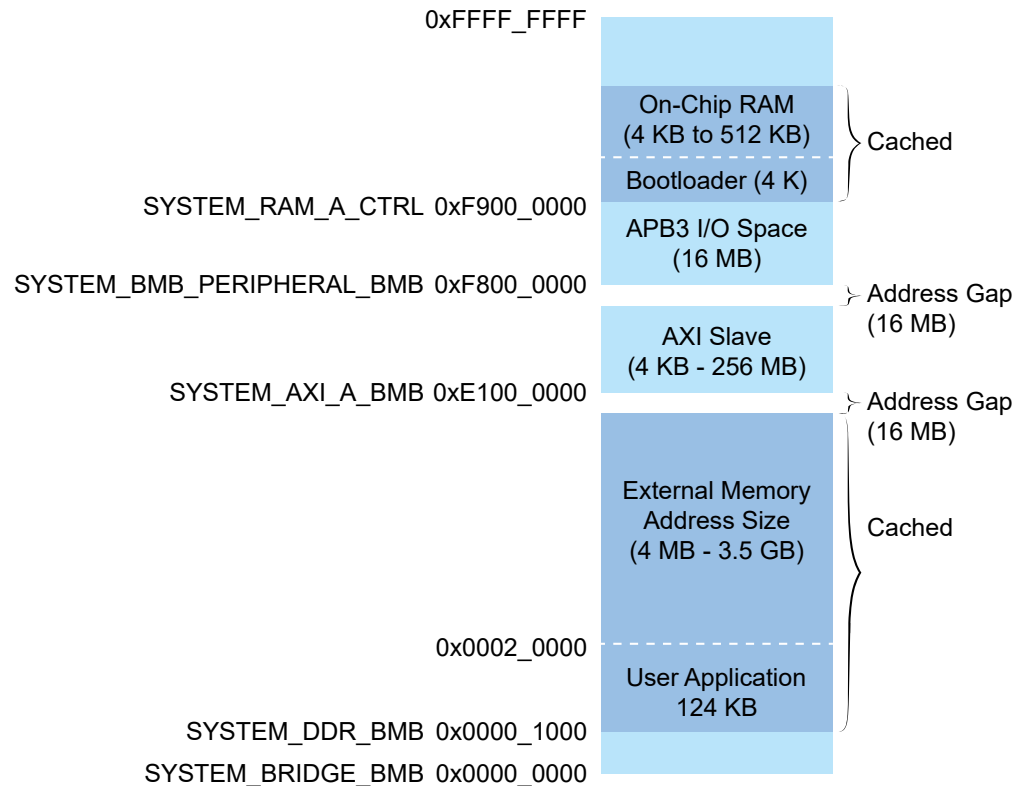 0xFFFF_FFFF
On-Chip RAM
(4 KB to 512 KB)
Cached
Bootloader (4 K)
SYSTEM_RAM_A_CTRL 0xF900_0000
APB3 I/O Space
(16 MB)
SYSTEM_BMB_PERIPHERAL_BMB 0xF800_0000
Address Gap
(16 MB)
AXI Slave
(4 KB - 256 MB)
SYSTEM_AXI_A_BMB 0xE100_0000
Address Gap
(16 MB)
External Memory
Address Size
(4 MB - 3.5 GB)
Cached
0x0002_0000
User Application
124 KB
SYSTEM_DDR_BMB 0x0000_1000
SYSTEM_BRIDGE_BMB 0x0000_0000